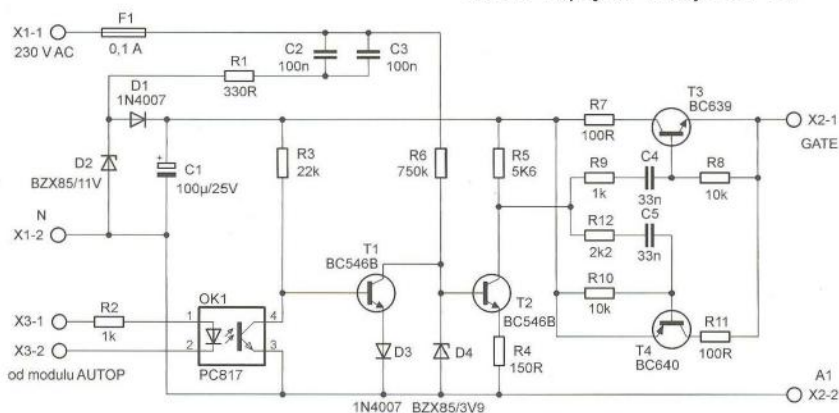 X1-1
230 V AC
F1
0,1 A
C2
100n
C3
100n
R1
330R
D1
1N4007
D2
BZX85/11V
C1
+
100µ/25V
R3
22k
R6
750k
R5
5K6
R7
100R
T3
BC639
X2-1
GATE
R9
1k
C4
33n
R8
10k
R12
2k2
C5
33n
R10
10k
N
X1-2
T1
BC546B
T2
BC546B
T4
BC640
R11
100R
X3-1
R2
1k
OK1
1
4
2
3
PC817
X3-2
od modulu AUTOP
D3
1N4007
D4
BZX85/3V9
R4
150R
A1
X2-2